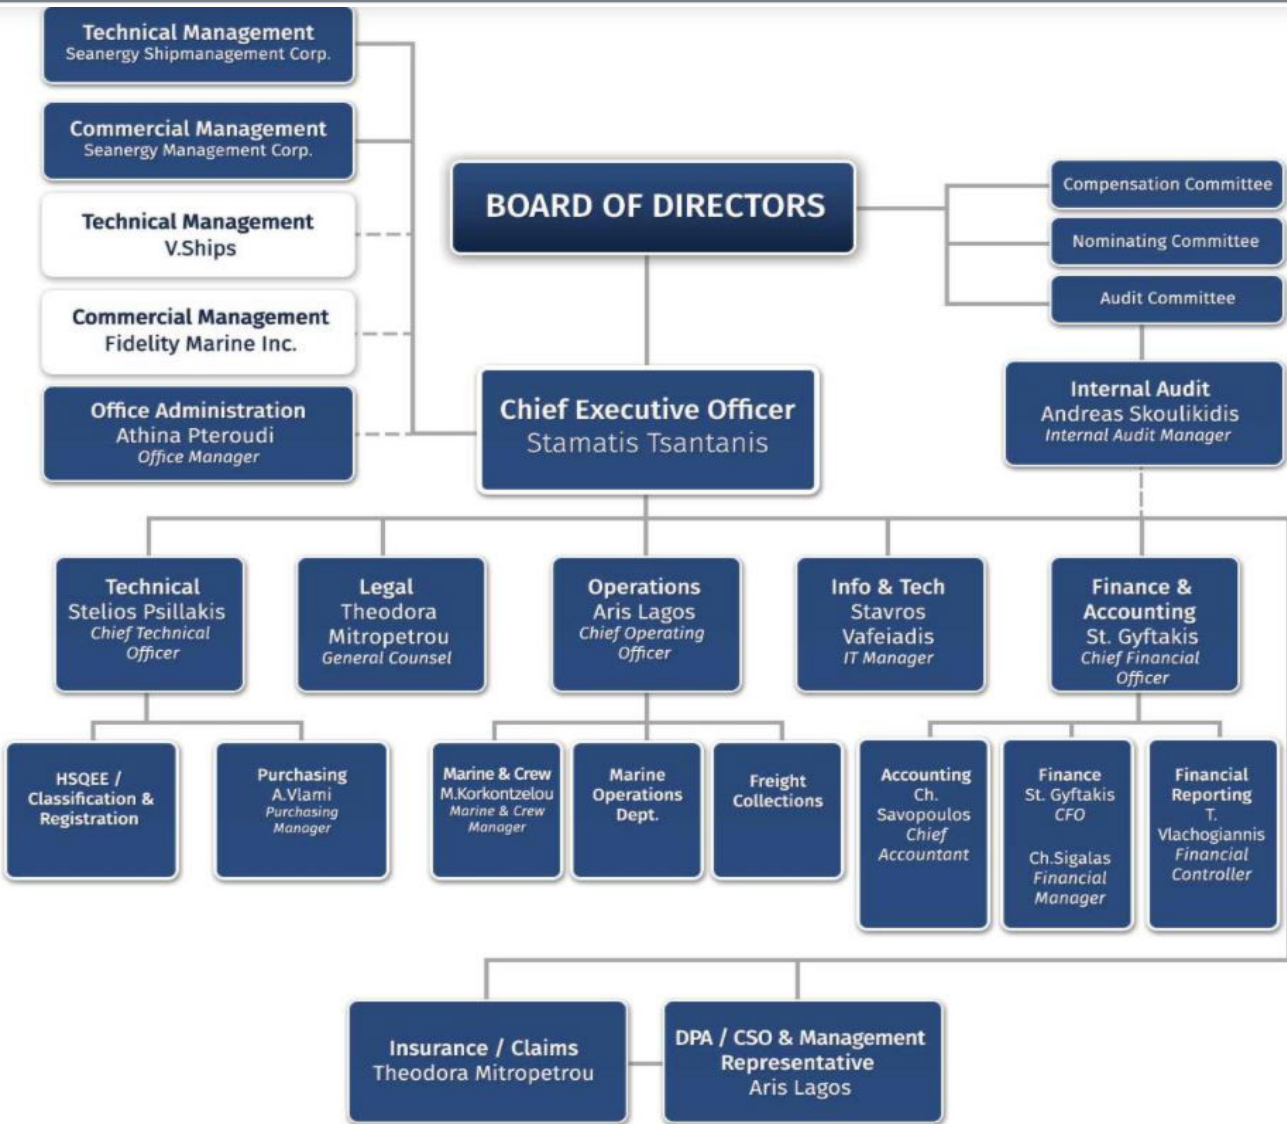 Technical Management
Seanergy Shipmanagement Corp.
Commercial Management
Seanergy Management Corp.
Technical Management
V.Ships
Commercial Management
Fidelity Marine Inc.
Office Administration
Athina Pteroudi
Office Manager
BOARD OF DIRECTORS
Compensation Committee
Nominating Committee
Audit Committee
Chief Executive Officer
Stamatis Tsantanis
Internal Audit
Andreas Skoulikidis
Internal Audit Manager
Technical
Stelios Psillakis
Chief Technical
Officer
Legal
Theodora
Mitropetrou
General Counsel
Operations
Aris Lagos
Chief Operating
Officer
Info & Tech
Stavros
Vafeiadis
IT Manager
Finance &
Accounting
St. Gyftakis
Chief Financial
Officer
HSQEE /
Classification &
Registration
Purchasing
A.Vlami
Purchasing
Manager
Marine & Crew
M.Korkontzelou
Marine & Crew
Manager
Marine
Operations
Dept.
Freight
Collections
Accounting
Ch.
Savopoulos
Chief
Accountant
Finance
St. Gyftakis
CFO
Ch.Sigalas
Financial
Manager
Financial
Reporting
T.
Vlachogiannis
Financial
Controller
Insurance / Claims
Theodora Mitropetrou
DPA / CSO & Management
Representative
Aris Lagos